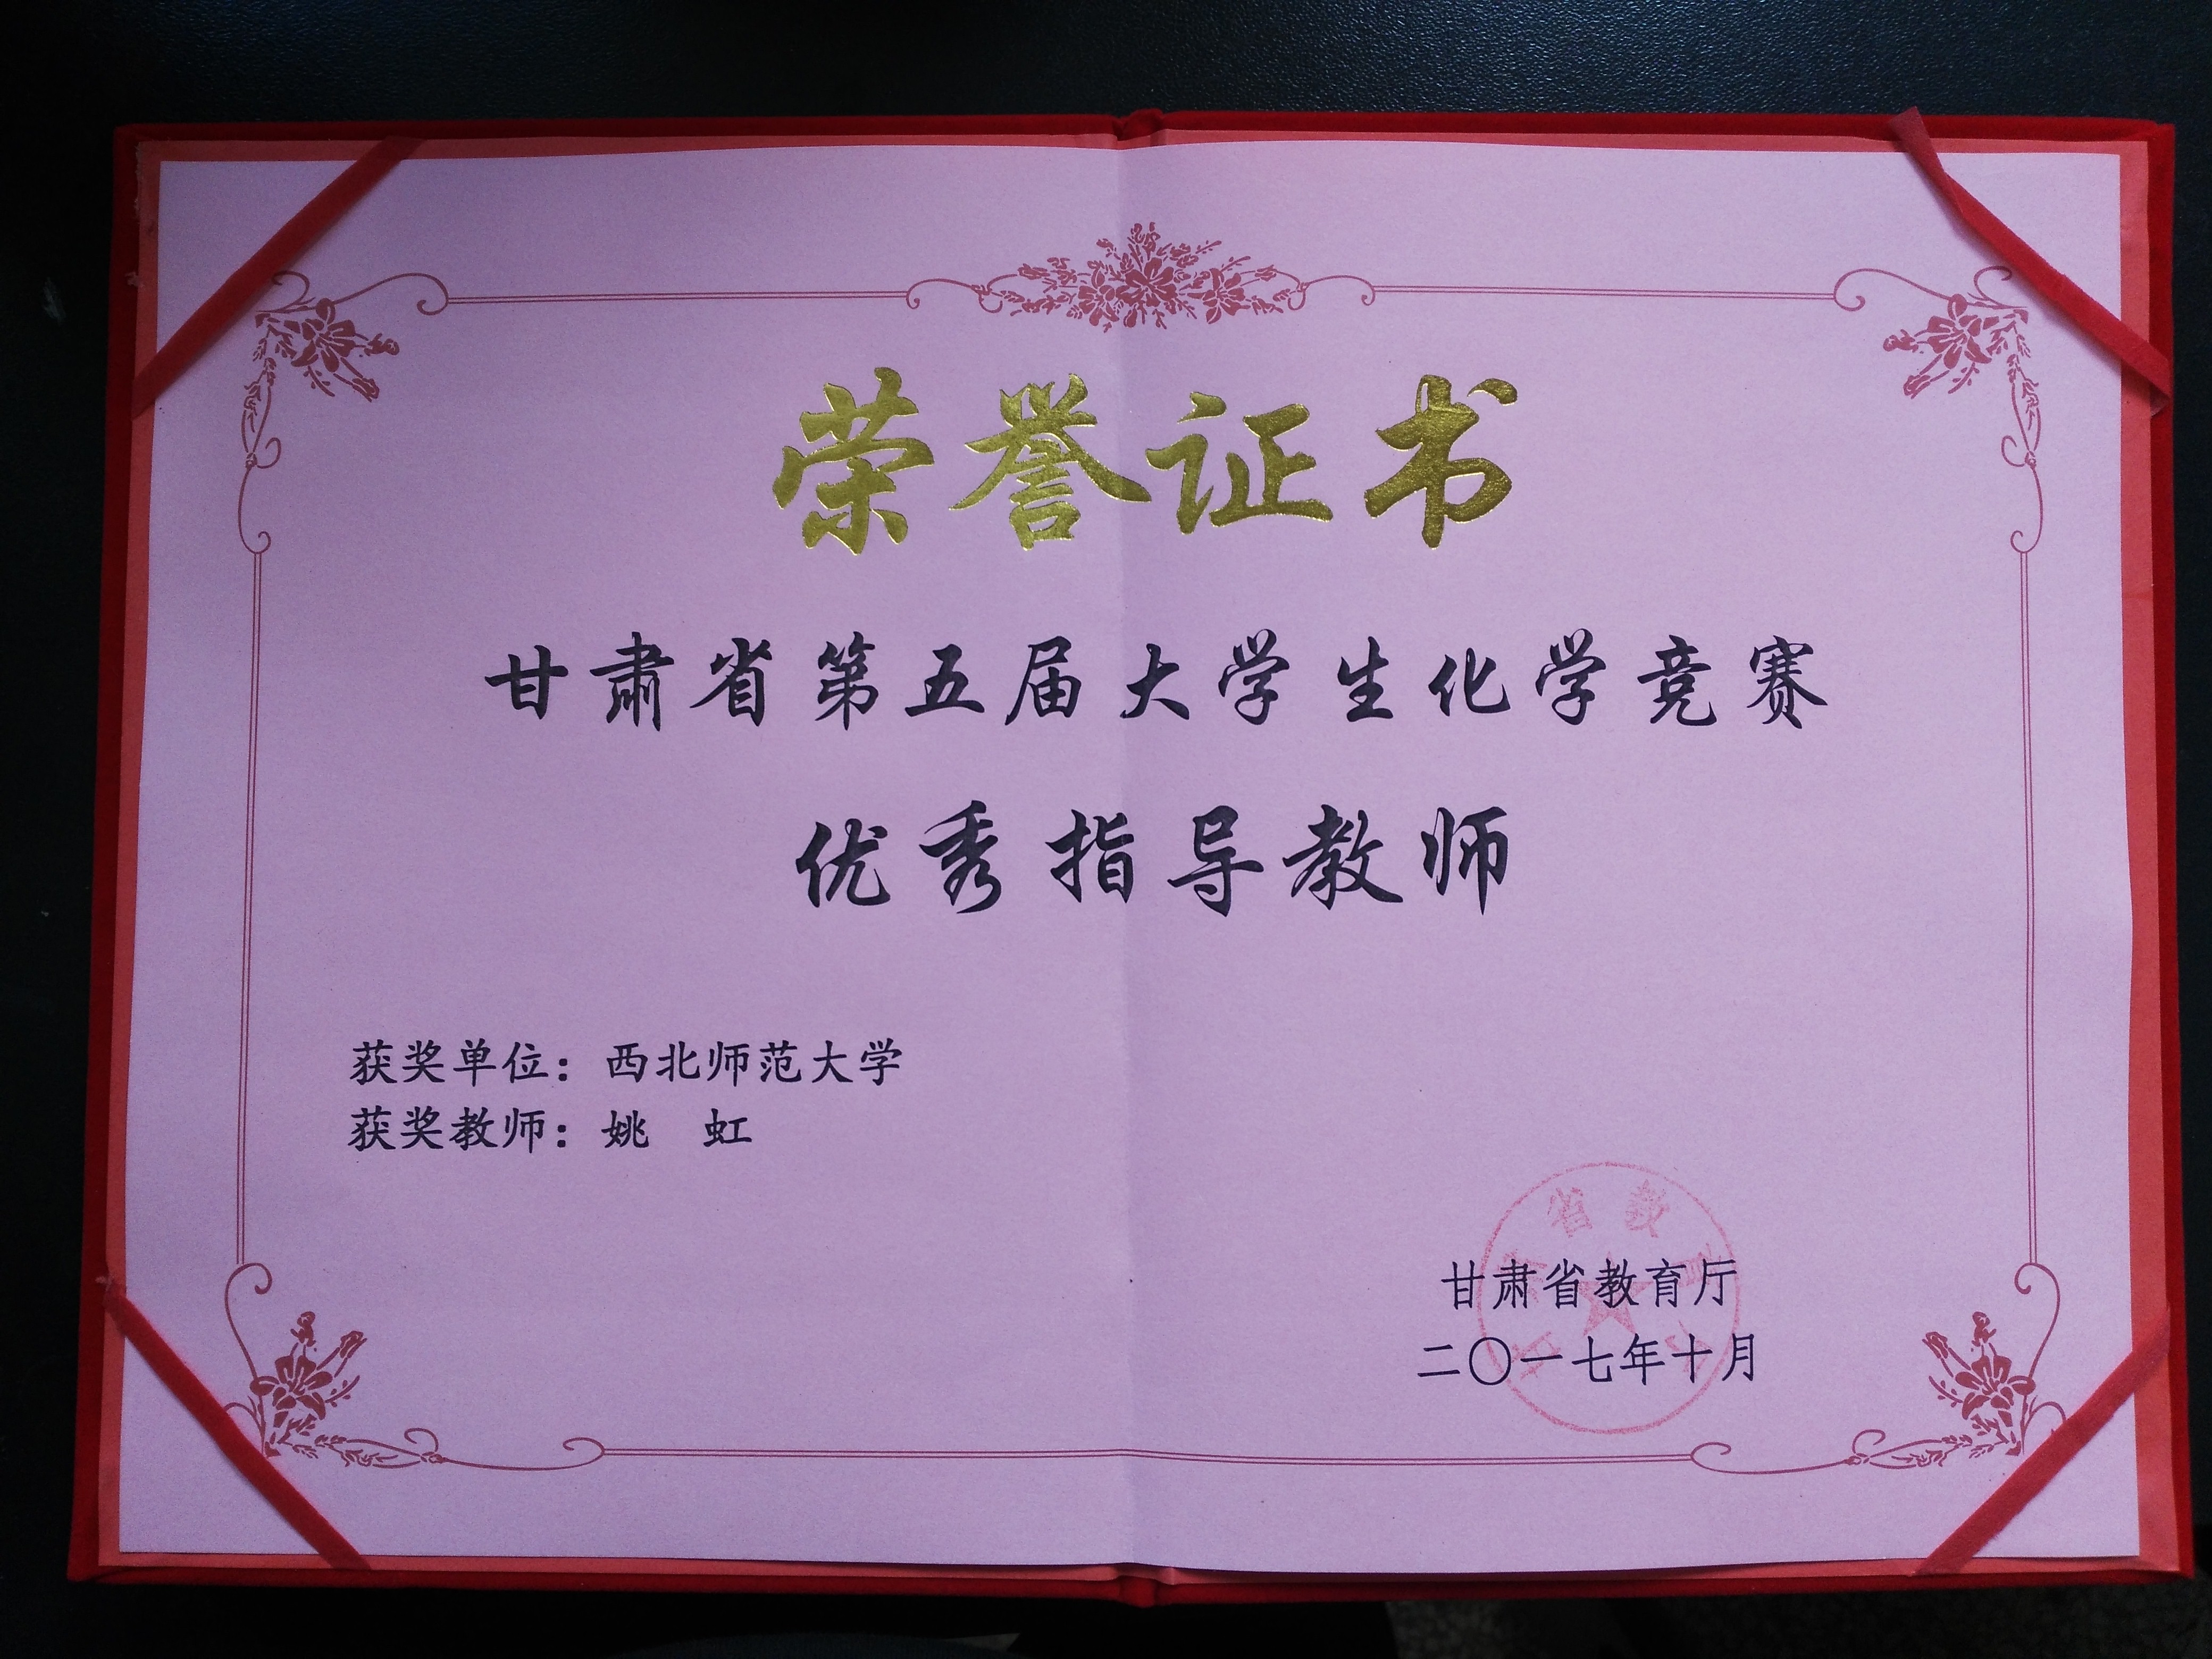 荣誉证书
甘肃省第五届大学生化学竞赛
优秀指导教师
获奖单位：西北师范大学
获奖教师：姚　虹
省教
甘肃省教育厅
二〇一七年十月